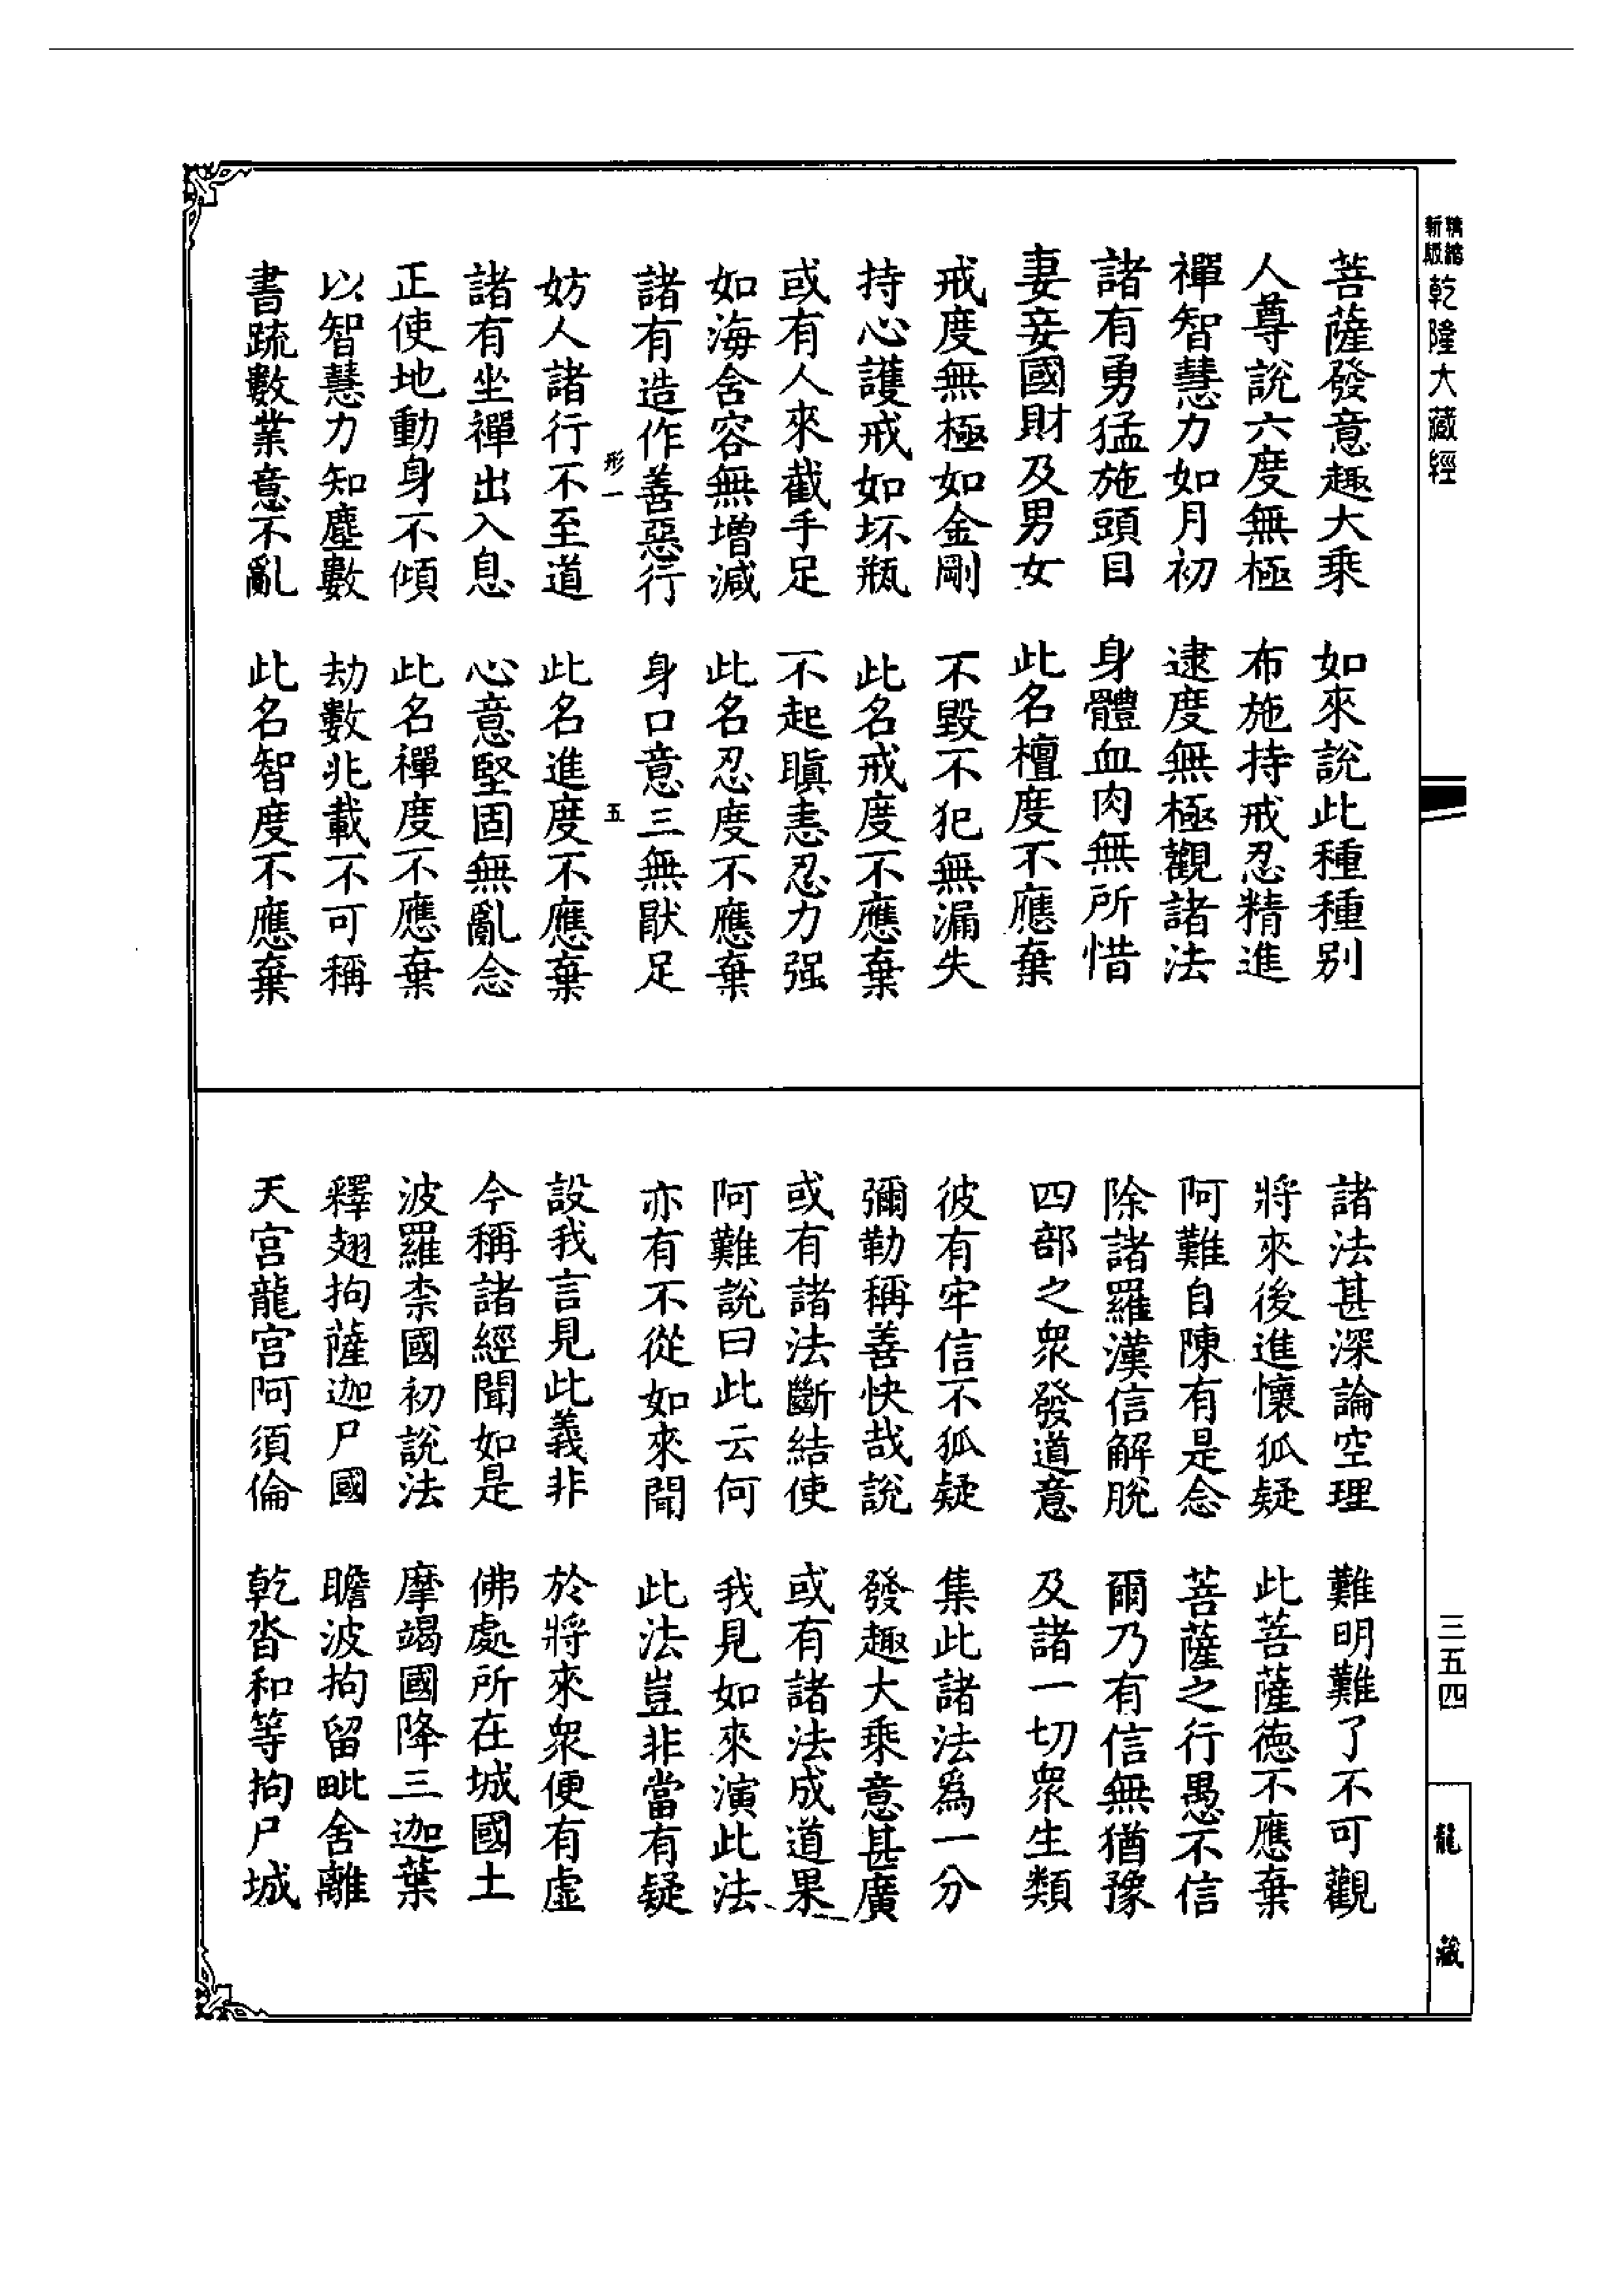 新版精縮乾隆大藏經
菩薩發意趣大乘　如來說此種種別
人尊說六度無極　布施持戒忍精進
禪智慧力如月初　逮度無極觀諸法
諸有勇猛施頭目　身體血肉無所惜
妻妾國財及男女　此名檀度不應棄
戒度無極如金剛　不毀不犯無漏失
持心護戒如坏瓶　此名戒度不應棄
或有人來截手足　不起瞋恚忍力强
如海舍容無增減　此名忍度不應棄
諸有造作善惡行　身口意三無猒足
形一　五
妨人諸行不至道　此名進度不應棄
諸有坐禪出入息　心意堅固無亂念
正使地動身不傾　此名禪度不應棄
以智慧力知塵數　劫數兆載不可稱
書疏數業意不亂　此名智度不應棄
諸法甚深論空理　難明難了不可觀
將來後進懷狐疑　此菩薩德不應棄
阿難自陳有是念　菩薩之行愚不信
除諸羅漢信解脫　爾乃有信無猶豫
四部之衆發道意　及諸一切衆生類
彼有牢信不狐疑　集此諸法爲一分
彌勒稱善快哉說　發趣大乘意甚廣
或有諸法斷結使　或有諸法成道果
阿難說曰此云何　我見如來演此法
亦有不從如來聞　此法豈非當有疑
設我言見此義非　於將來衆便有虛
今稱諸經聞如是　佛處所在城國土
波羅柰國初說法　摩竭國降三迦葉
釋翅拘薩迦尸國　瞻波拘留毗舍離
天宮龍宮阿須倫　乾沓和等拘尸城
三五四
龍藏